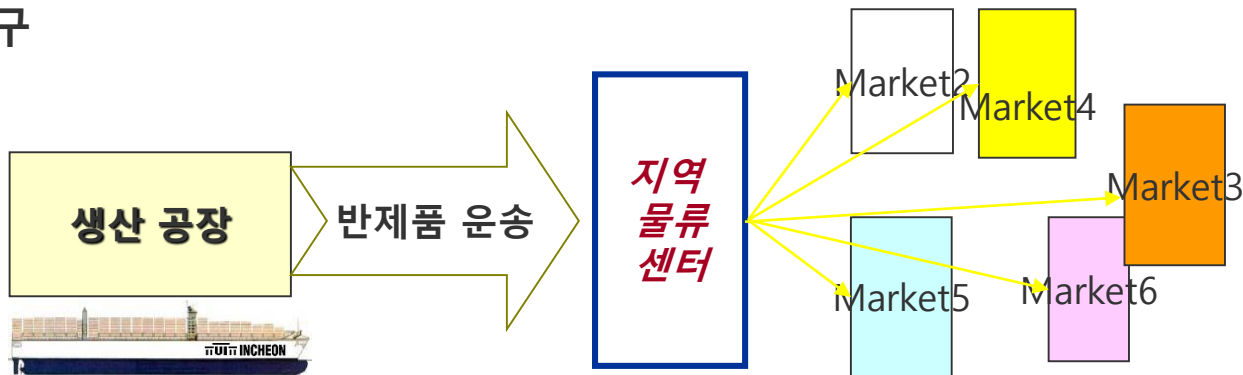 구
생산 공장
반제품 운송
지역
물류
센터
Market2
Market4
Market3
Market5
Market6
INCHEON